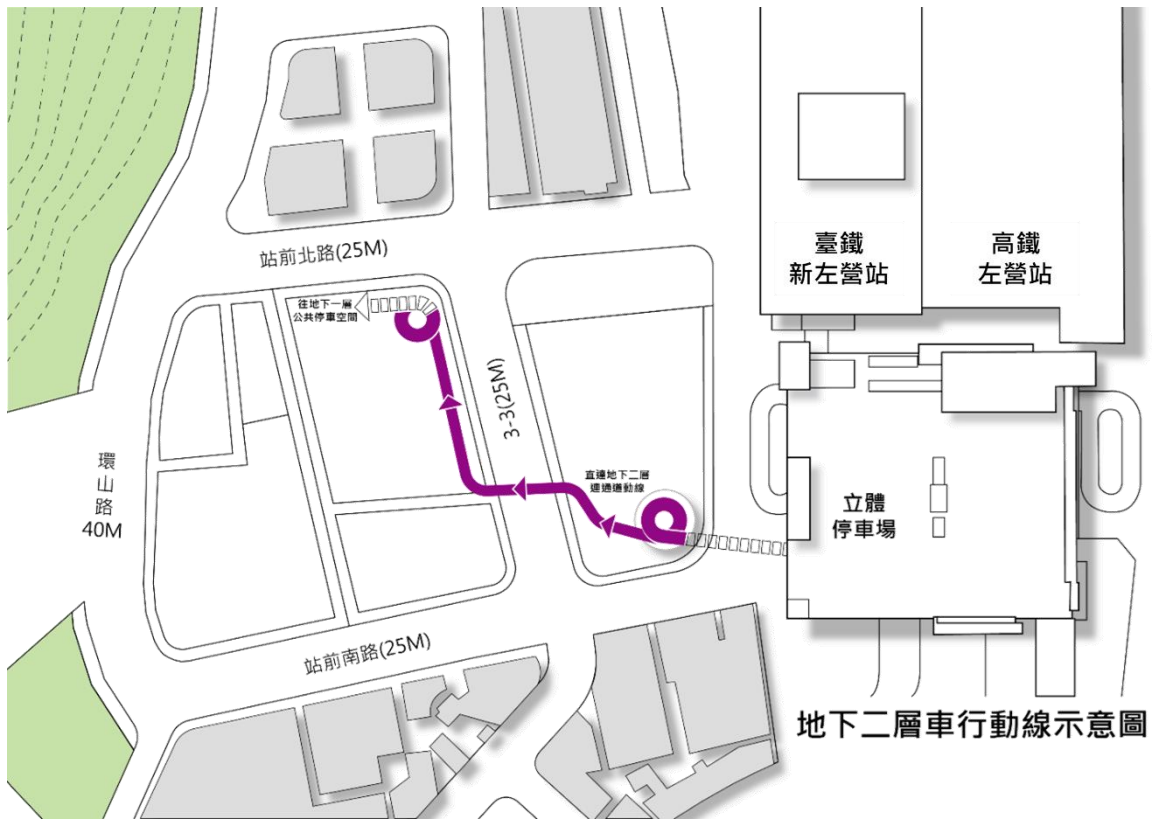 臺鐵
新左營站
高鐵
左營站
站前北路(25M)
往地下一層
公共停車空間
3-3(25M)
環
山
路
40M
直達地下二層
連通道動線
立體
停車場
站前南路(25M)
地下二層車行動線示意圖